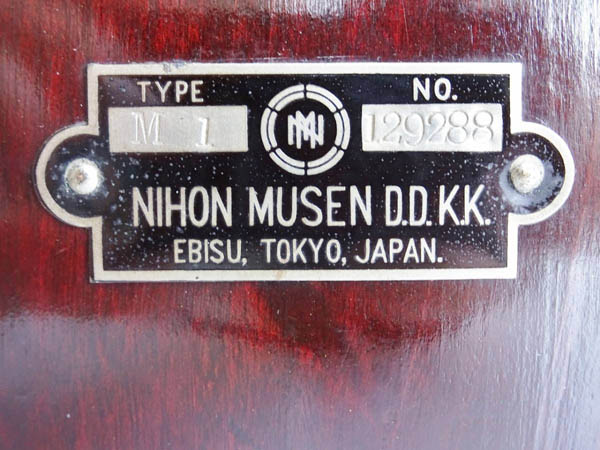 TYPE NO.
M 1 129288
NIHON MUSEN D.D.K.K.
EBISU, TOKYO, JAPAN.